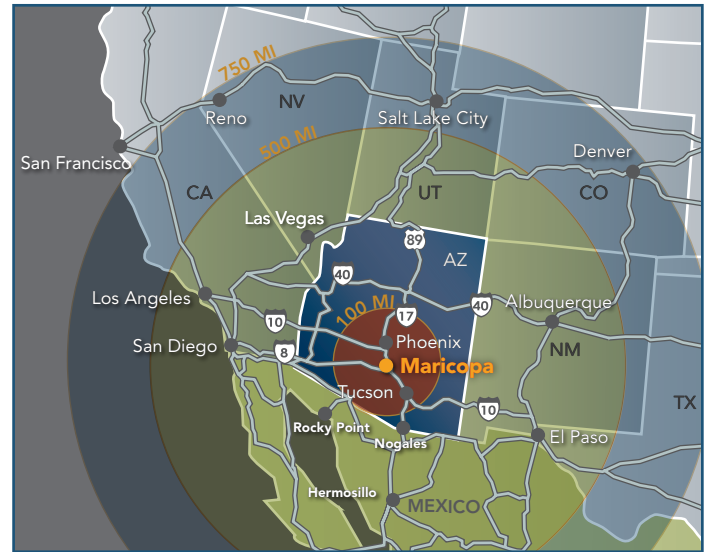 750 MI
NV
Reno
Salt Lake City
500 MI
San Francisco
Denver
CA
UT
CO
Las Vegas
89
AZ
40
Los Angeles
100 MI
40
Albuquerque
10
17
San Diego
Phoenix
NM
8
Maricopa
Tucson
TX
10
Rocky Point
El Paso
Nogales
Hermosillo
MEXICO